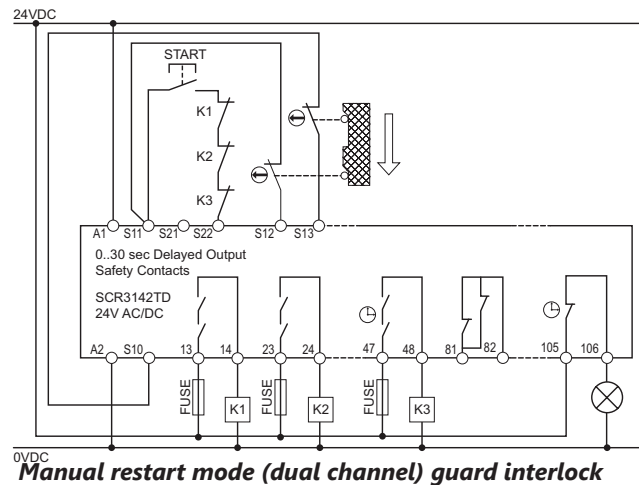 24VDC
START
K1
K2
K3
A1 S11 S21 S22 S12 S13
0..30 sec Delayed Output
Safety Contacts
SCR3142TD
24V AC/DC
A2 S10 13 14 23 24 47 48 81 82 105 106
FUSE K1 FUSE K2 FUSE K3
0VDC
Manual restart mode (dual channel) guard interlock